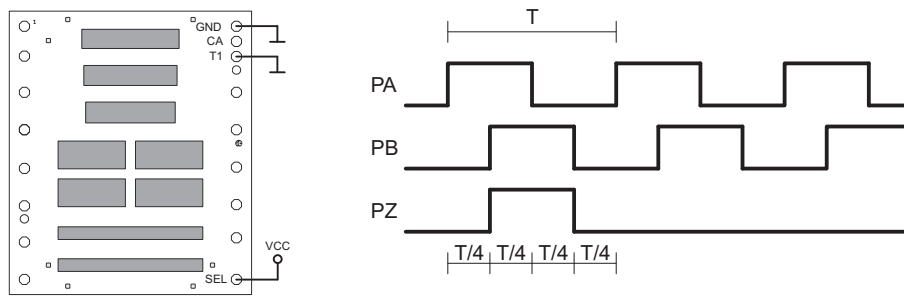 1
GND
CA
T1
VCC
SEL
T
PA
PB
PZ
T/4 T/4 T/4 T/4